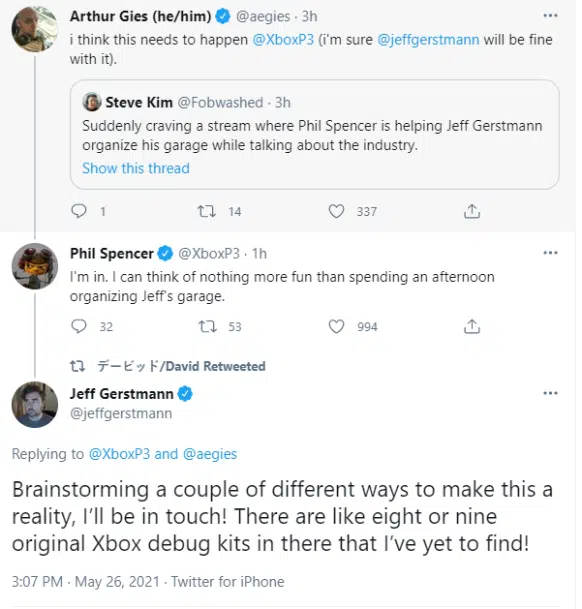 Arthur Gies (he/him) @aegies · 3h
i think this needs to happen @XboxP3 (i'm sure @jeffgerstmann will be fine
with it).
Steve Kim @Fobwashed · 3h
Suddenly craving a stream where Phil Spencer is helping Jeff Gerstmann
organize his garage while talking about the industry.
Show this thread
1 14 337
Phil Spencer @XboxP3 · 1h
I'm in. I can think of nothing more fun than spending an afternoon
organizing Jeff's garage.
32 53 994
デービッド/David Retweeted
Jeff Gerstmann
@jeffgerstmann
Replying to @XboxP3 and @aegies
Brainstorming a couple of different ways to make this a
reality, I'll be in touch! There are like eight or nine
original Xbox debug kits in there that I've yet to find!
3:07 PM · May 26, 2021 · Twitter for iPhone